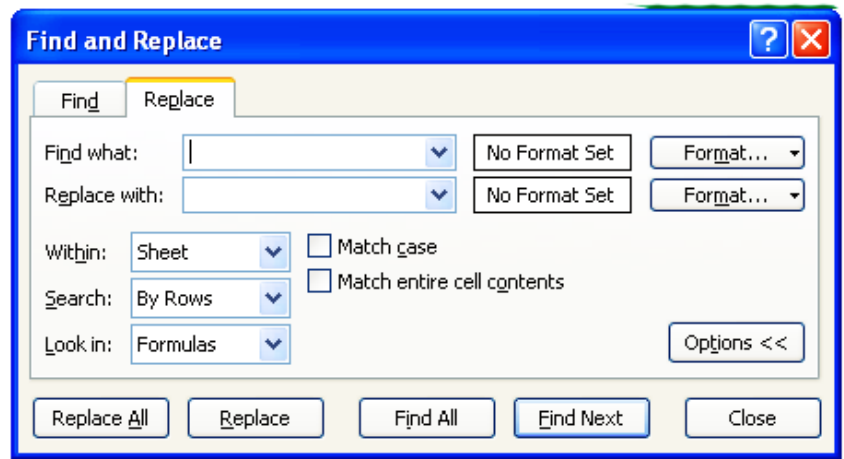 Find and Replace
Find Replace
Find what: No Format Set Format...
Replace with: No Format Set Format...
Within: Sheet Match case
Search: By Rows Match entire cell contents
Look in: Formulas Options <<
Replace All Replace Find All Find Next Close